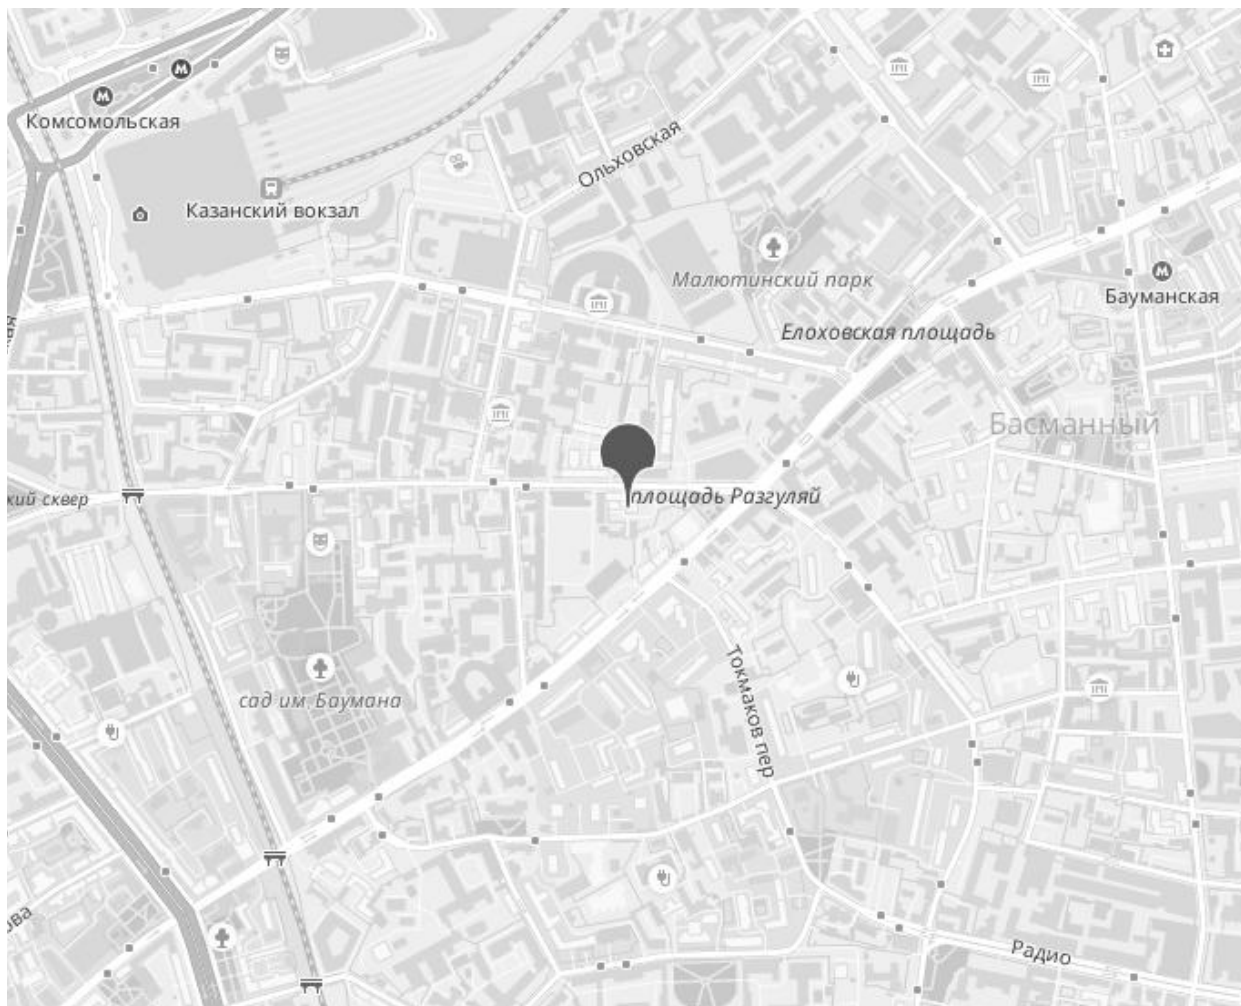 Комсомольская
Ольховская
Казанский вокзал
Малютинский парк
Бауманская
Елоховская площадь
Басманный
площадь Разгуляй
кий сквер
Токмаков пер
сад им. Баумана
Радио